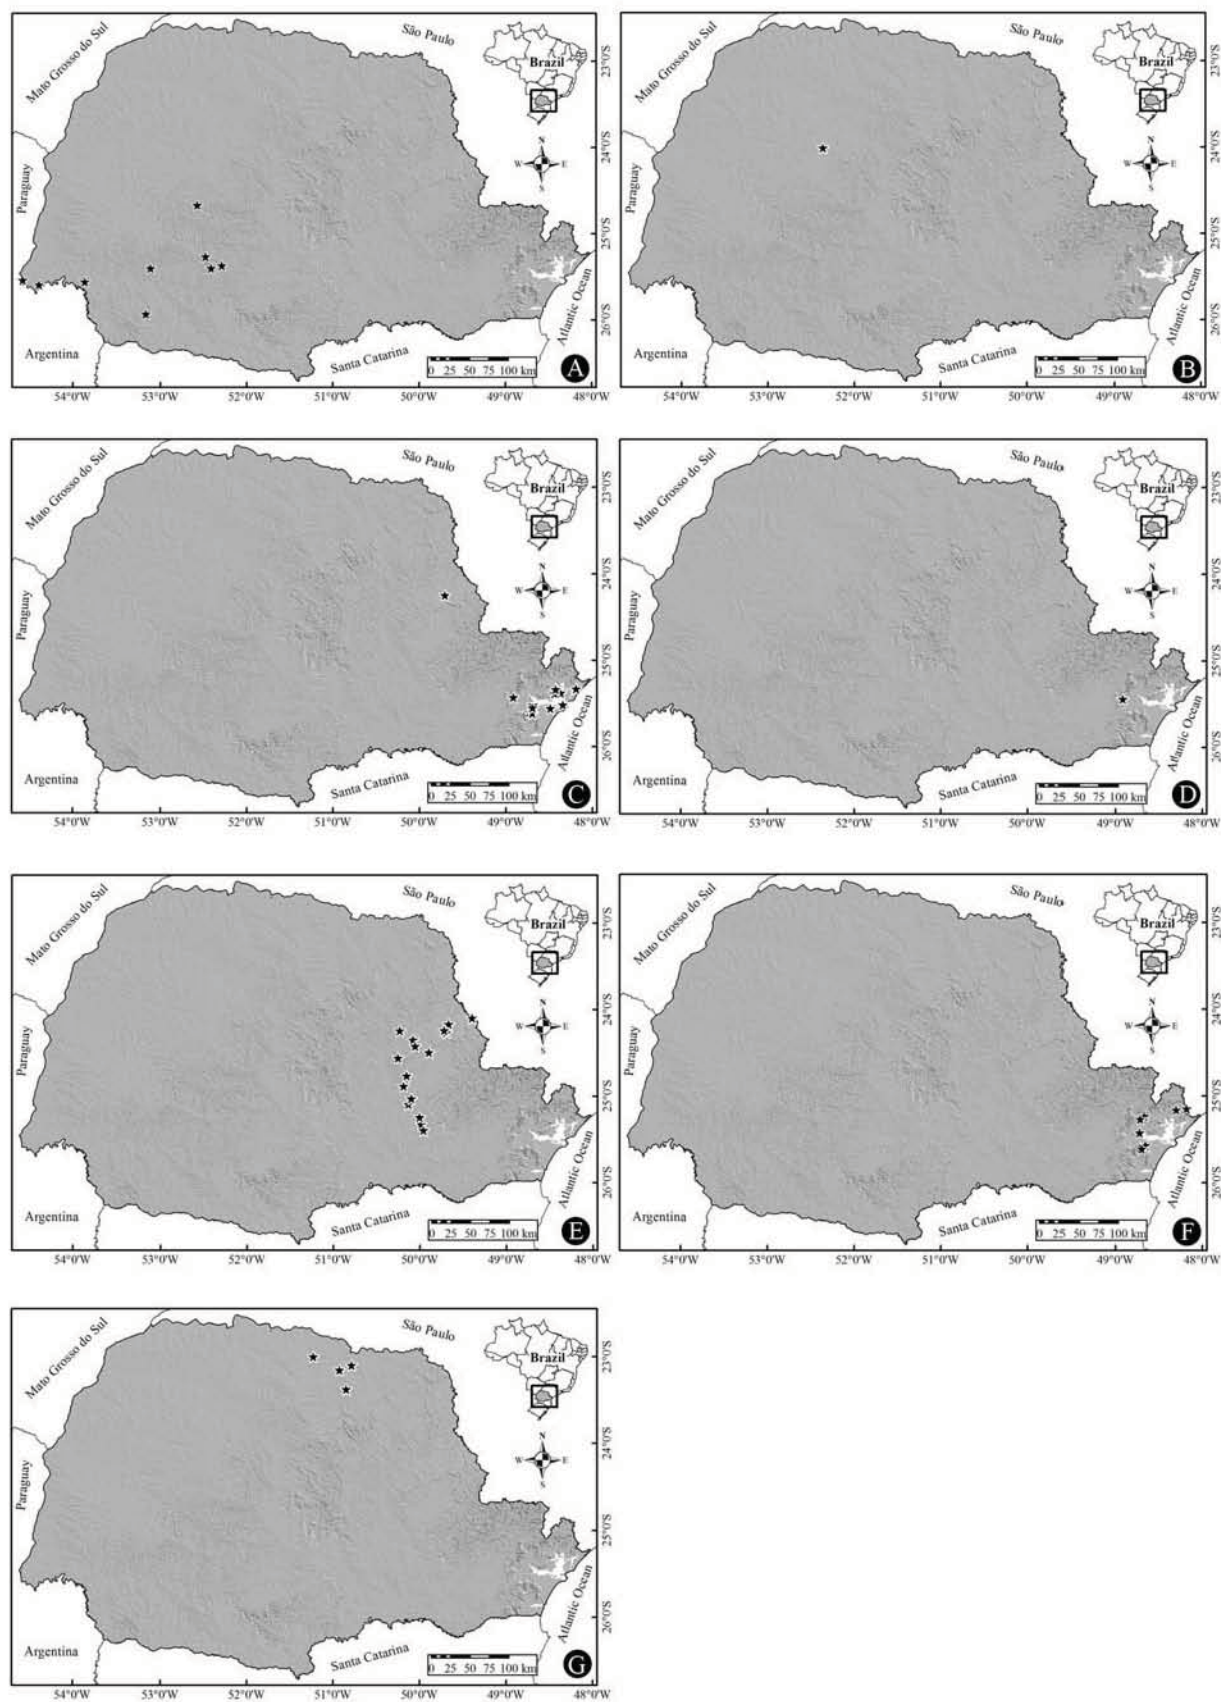 Mato Grosso do Sul
São Paulo
Brazil
23°0'S
N
W E
S
24°0'S
Paraguay
25°0'S
Atlantic Ocean
26°0'S
Argentina
Santa Catarina
0 25 50 75 100 km
A
54°0'W 53°0'W 52°0'W 51°0'W 50°0'W 49°0'W 48°0'W
Mato Grosso do Sul
São Paulo
Brazil
23°0'S
N
W E
S
24°0'S
Paraguay
25°0'S
Atlantic Ocean
26°0'S
Argentina
Santa Catarina
0 25 50 75 100 km
B
54°0'W 53°0'W 52°0'W 51°0'W 50°0'W 49°0'W 48°0'W
Mato Grosso do Sul
São Paulo
Brazil
23°0'S
N
W E
S
24°0'S
Paraguay
25°0'S
Atlantic Ocean
26°0'S
Argentina
Santa Catarina
0 25 50 75 100 km
C
54°0'W 53°0'W 52°0'W 51°0'W 50°0'W 49°0'W 48°0'W
Mato Grosso do Sul
São Paulo
Brazil
23°0'S
N
W E
S
24°0'S
Paraguay
25°0'S
Atlantic Ocean
26°0'S
Argentina
Santa Catarina
0 25 50 75 100 km
D
54°0'W 53°0'W 52°0'W 51°0'W 50°0'W 49°0'W 48°0'W
Mato Grosso do Sul
São Paulo
Brazil
23°0'S
N
W E
S
24°0'S
Paraguay
25°0'S
Atlantic Ocean
26°0'S
Argentina
Santa Catarina
0 25 50 75 100 km
E
54°0'W 53°0'W 52°0'W 51°0'W 50°0'W 49°0'W 48°0'W
Mato Grosso do Sul
São Paulo
Brazil
23°0'S
N
W E
S
24°0'S
Paraguay
25°0'S
Atlantic Ocean
26°0'S
Argentina
Santa Catarina
0 25 50 75 100 km
F
54°0'W 53°0'W 52°0'W 51°0'W 50°0'W 49°0'W 48°0'W
Mato Grosso do Sul
São Paulo
Brazil
23°0'S
N
W E
S
24°0'S
Paraguay
25°0'S
Atlantic Ocean
26°0'S
Argentina
Santa Catarina
0 25 50 75 100 km
G
54°0'W 53°0'W 52°0'W 51°0'W 50°0'W 49°0'W 48°0'W